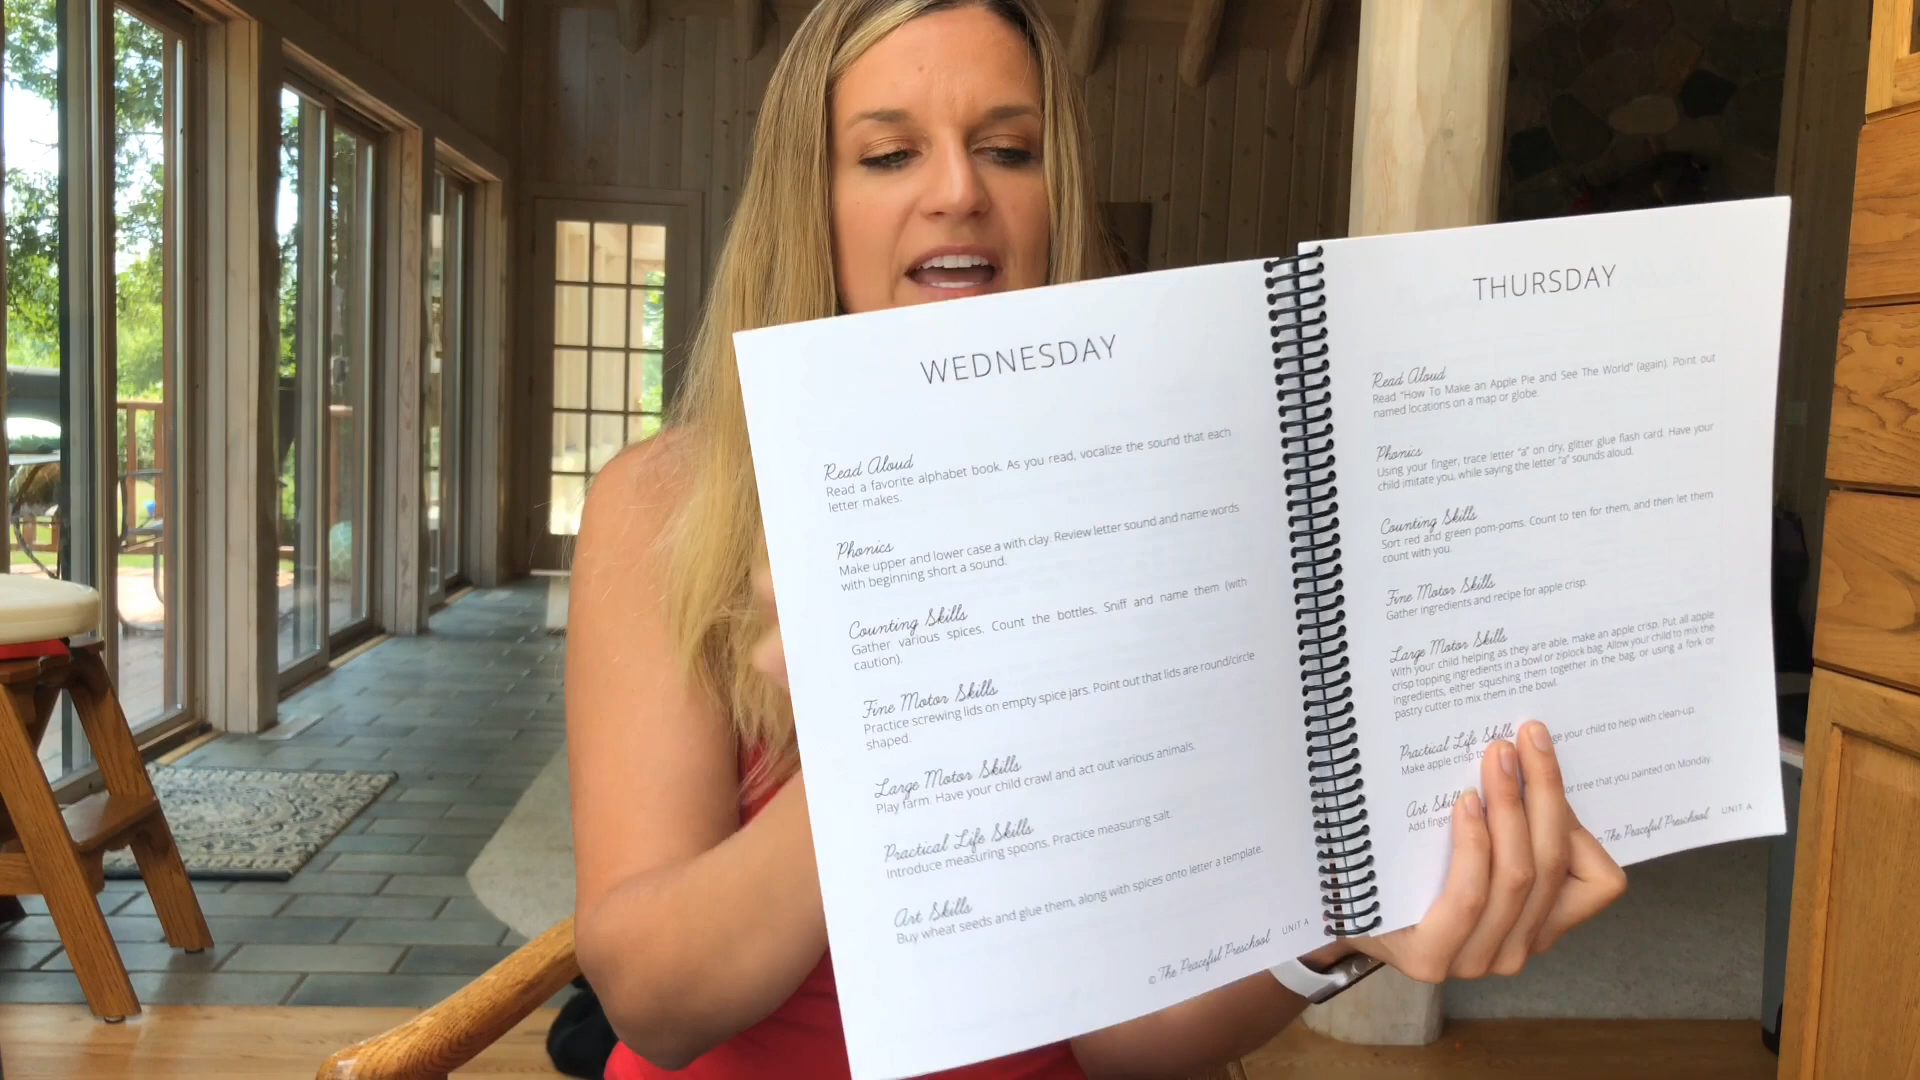 WEDNESDAY
Read Aloud
Read a favorite alphabet book. As you read, vocalize the sound that each
letter makes.
Phonics
Make upper and lower case a with clay. Review letter sound and name words
with beginning short a sound.
Counting Skills
Gather various spices. Count the bottles. Sniff and name them (with
caution).
Fine Motor Skills
Practice screwing lids on empty spice jars. Point out that lids are round/circle
shaped.
Large Motor Skills
Play farm. Have your child crawl and act out various animals.
Practical Life Skills
Introduce measuring spoons. Practice measuring salt.
Art Skills
Buy wheat seeds and glue them, along with spices onto letter a template.
© The Peaceful Preschool UNIT A
THURSDAY
Read Aloud
Read "How To Make an Apple Pie and See The World" (again). Point out
named locations on a map or globe.
Phonics
Using your finger, trace letter "a" on dry, glitter glue flash card. Have your
child imitate you, while saying the letter "a" sounds aloud.
Counting Skills
Sort red and green pom-poms. Count to ten for them, and then let them
count with you.
Fine Motor Skills
Gather ingredients and recipe for apple crisp.
Large Motor Skills
With your child helping as they are able, make an apple crisp. Put all apple
crisp topping ingredients in a bowl or ziplock bag. Allow your child to mix the
ingredients, either squishing them together in the bag, or using a fork or
pastry cutter to mix them in the bowl.
Practical Life Skills
Make apple crisp your child to help with clean-up.
Art
Add or tree that you painted on Monday.
The Peaceful Preschool UNIT A